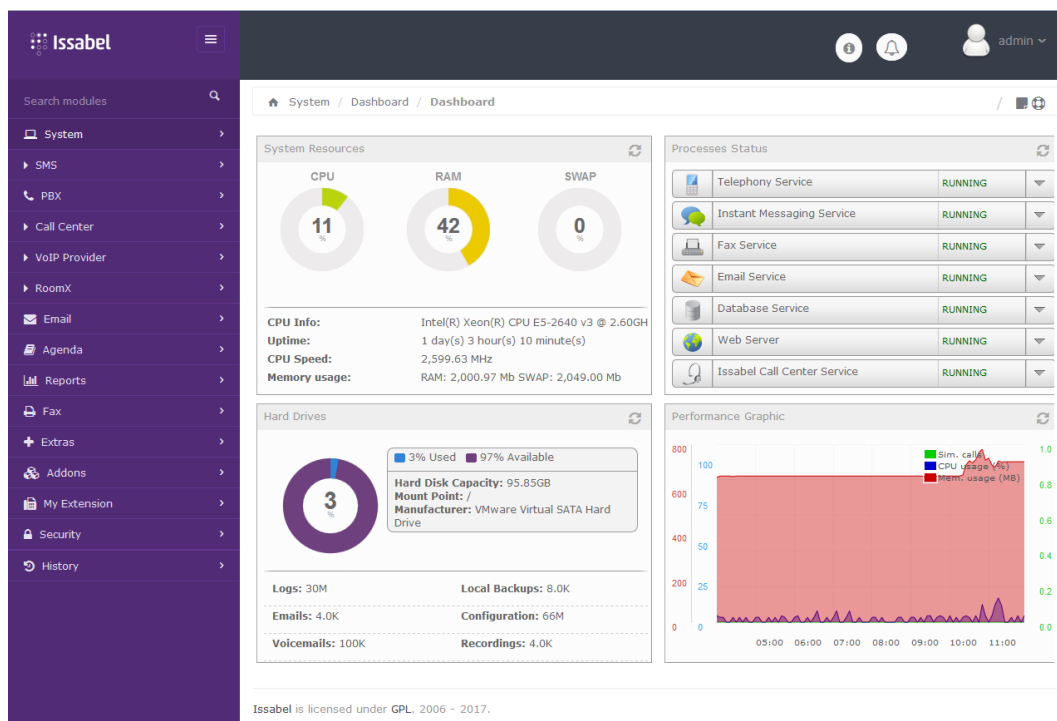 Issabel
admin
Search modules
System / Dashboard / Dashboard
/
System
SMS
PBX
Call Center
VoIP Provider
RoomX
Email
Agenda
Reports
Fax
Extras
Addons
My Extension
Security
History
System Resources
CPU RAM SWAP
11 % 42 % 0 %
CPU Info: Intel(R) Xeon(R) CPU E5-2640 v3 @ 2.60GH
Uptime: 1 day(s) 3 hour(s) 10 minute(s)
CPU Speed: 2,599.63 MHz
Memory usage: RAM: 2,000.97 Mb SWAP: 2,049.00 Mb
Processes Status
Telephony Service RUNNING
Instant Messaging Service RUNNING
Fax Service RUNNING
Email Service RUNNING
Database Service RUNNING
Web Server RUNNING
Issabel Call Center Service RUNNING
Hard Drives
3 %
3% Used 97% Available
Hard Disk Capacity: 95.85GB
Mount Point: /
Manufacturer: VMware Virtual SATA Hard
Drive
Logs: 30M Local Backups: 8.0K
Emails: 4.0K Configuration: 66M
Voicemails: 100K Recordings: 4.0K
Performance Graphic
800 100 1.0
Sim. calls
CPU usage (%)
Mem. usage (MB)
0.8
600 75
0.6
400 50
0.4
200 25
0.2
0 0 0.0
05:00 06:00 07:00 08:00 09:00 10:00 11:00
Issabel is licensed under GPL. 2006 - 2017.